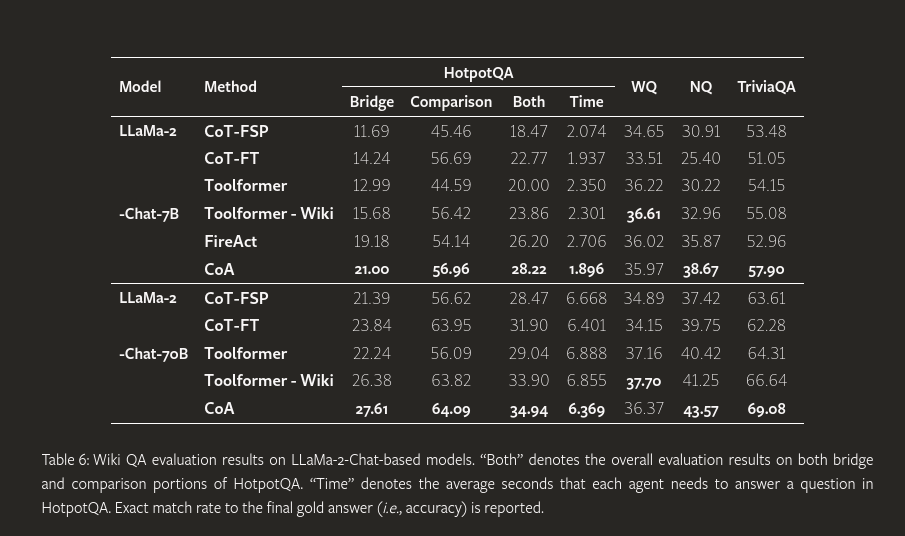 HotpotQA
Model Method WQ NQ TriviaQA
Bridge Comparison Both Time
LLaMa-2 CoT-FSP 11.69 45.46 18.47 2.074 34.65 30.91 53.48
CoT-FT 14.24 56.69 22.77 1.937 33.51 25.40 51.05
Toolformer 12.99 44.59 20.00 2.350 36.22 30.22 54.15
-Chat-7B Toolformer - Wiki 15.68 56.42 23.86 2.301 36.61 32.96 55.08
FireAct 19.18 54.14 26.20 2.706 36.02 35.87 52.96
CoA 21.00 56.96 28.22 1.896 35.97 38.67 57.90
LLaMa-2 CoT-FSP 21.39 56.62 28.47 6.668 34.89 37.42 63.61
CoT-FT 23.84 63.95 31.90 6.401 34.15 39.75 62.28
-Chat-70B Toolformer 22.24 56.09 29.04 6.888 37.16 40.42 64.31
Toolformer - Wiki 26.38 63.82 33.90 6.855 37.70 41.25 66.64
CoA 27.61 64.09 34.94 6.369 36.37 43.57 69.08
Table 6: Wiki QA evaluation results on LLaMa-2-Chat-based models. “Both” denotes the overall evaluation results on both bridge
and comparison portions of HotpotQA. “Time” denotes the average seconds that each agent needs to answer a question in
HotpotQA. Exact match rate to the final gold answer (i.e., accuracy) is reported.